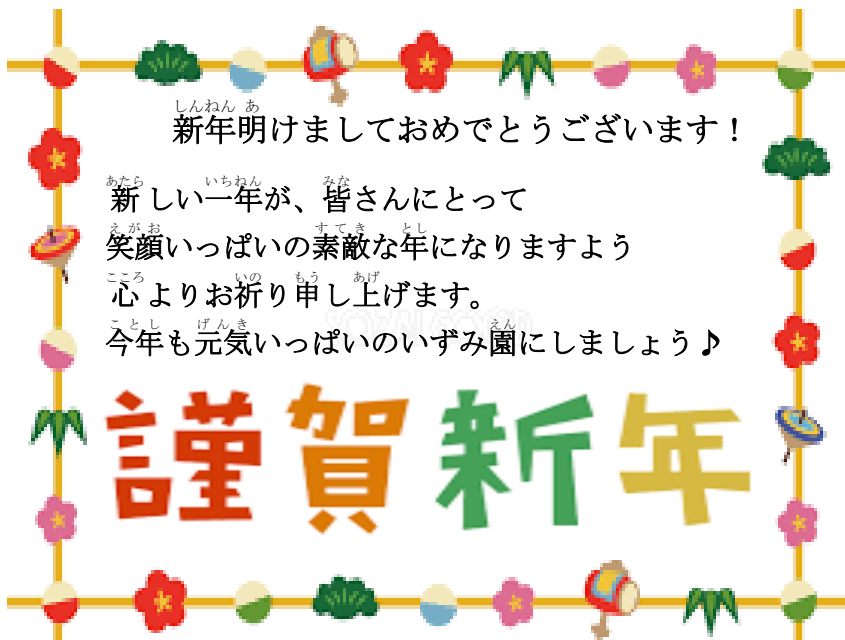 新年明けましておめでとうございます！
新しい一年が、皆さんにとって
笑顔いっぱいの素敵な年になりますよう
心よりお祈り申し上げます。
今年も元気いっぱいのいずみ園にしましょう♪
謹賀新年